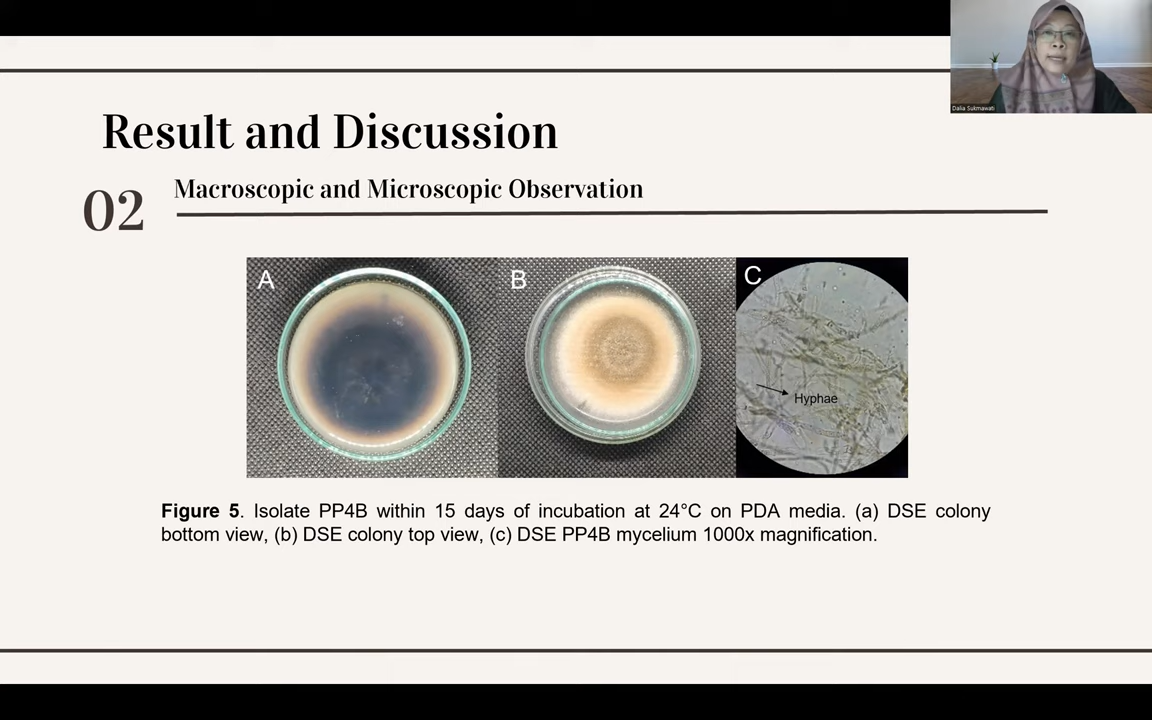 Dalia Sukmawati
Result and Discussion
02
Macroscopic and Microscopic Observation
A
B
C
Hyphae
Figure 5. Isolate PP4B within 15 days of incubation at 24°C on PDA media. (a) DSE colony
bottom view, (b) DSE colony top view, (c) DSE PP4B mycelium 1000x magnification.